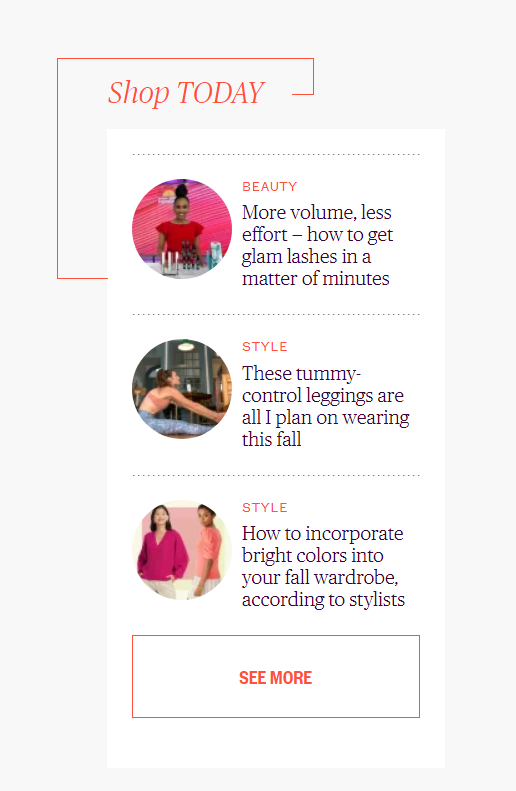 Shop TODAY
BEAUTY
More volume, less
effort – how to get
glam lashes in a
matter of minutes
STYLE
These tummy-
control leggings are
all I plan on wearing
this fall
STYLE
How to incorporate
bright colors into
your fall wardrobe,
according to stylists
SEE MORE